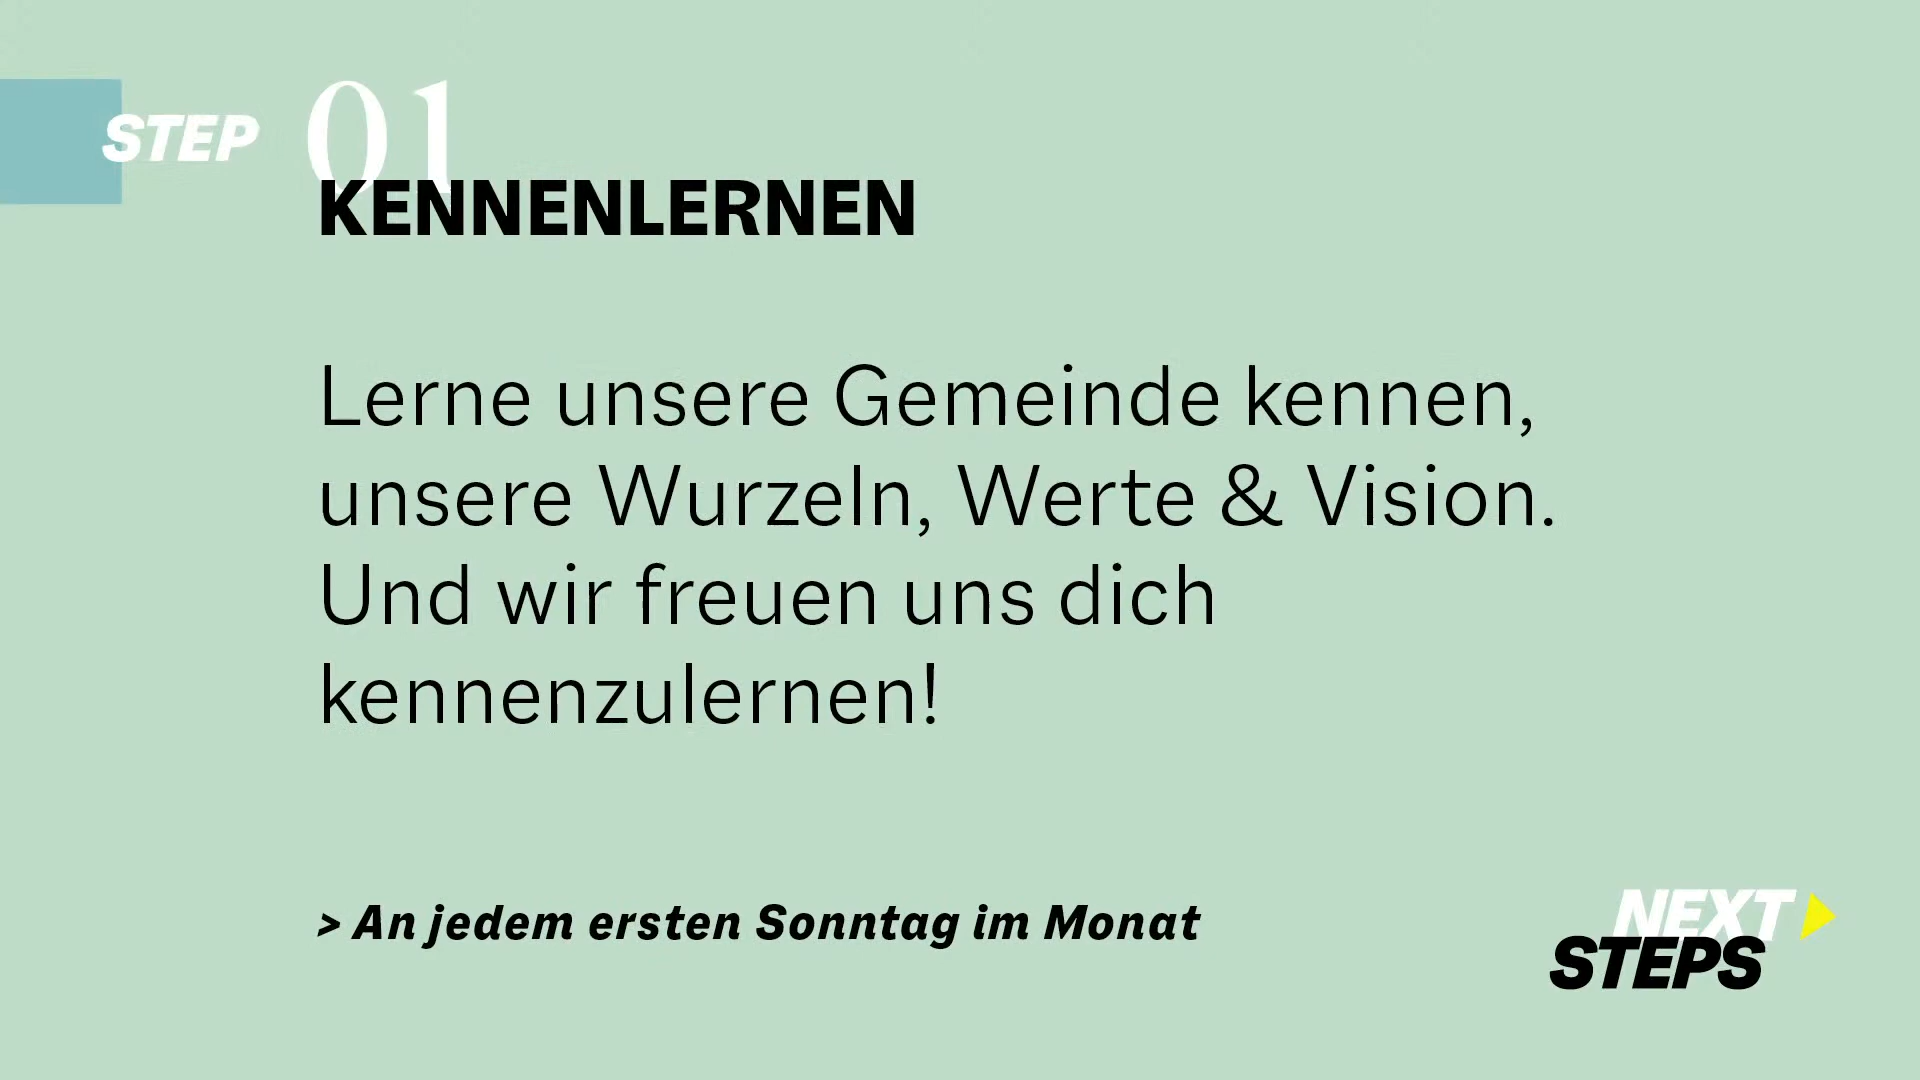 STEP 01
KENNENLERNEN
Lerne unsere Gemeinde kennen,
unsere Wurzeln, Werte & Vision.
Und wir freuen uns dich
kennenzulernen!
> An jedem ersten Sonntag im Monat
NEXT
STEPS